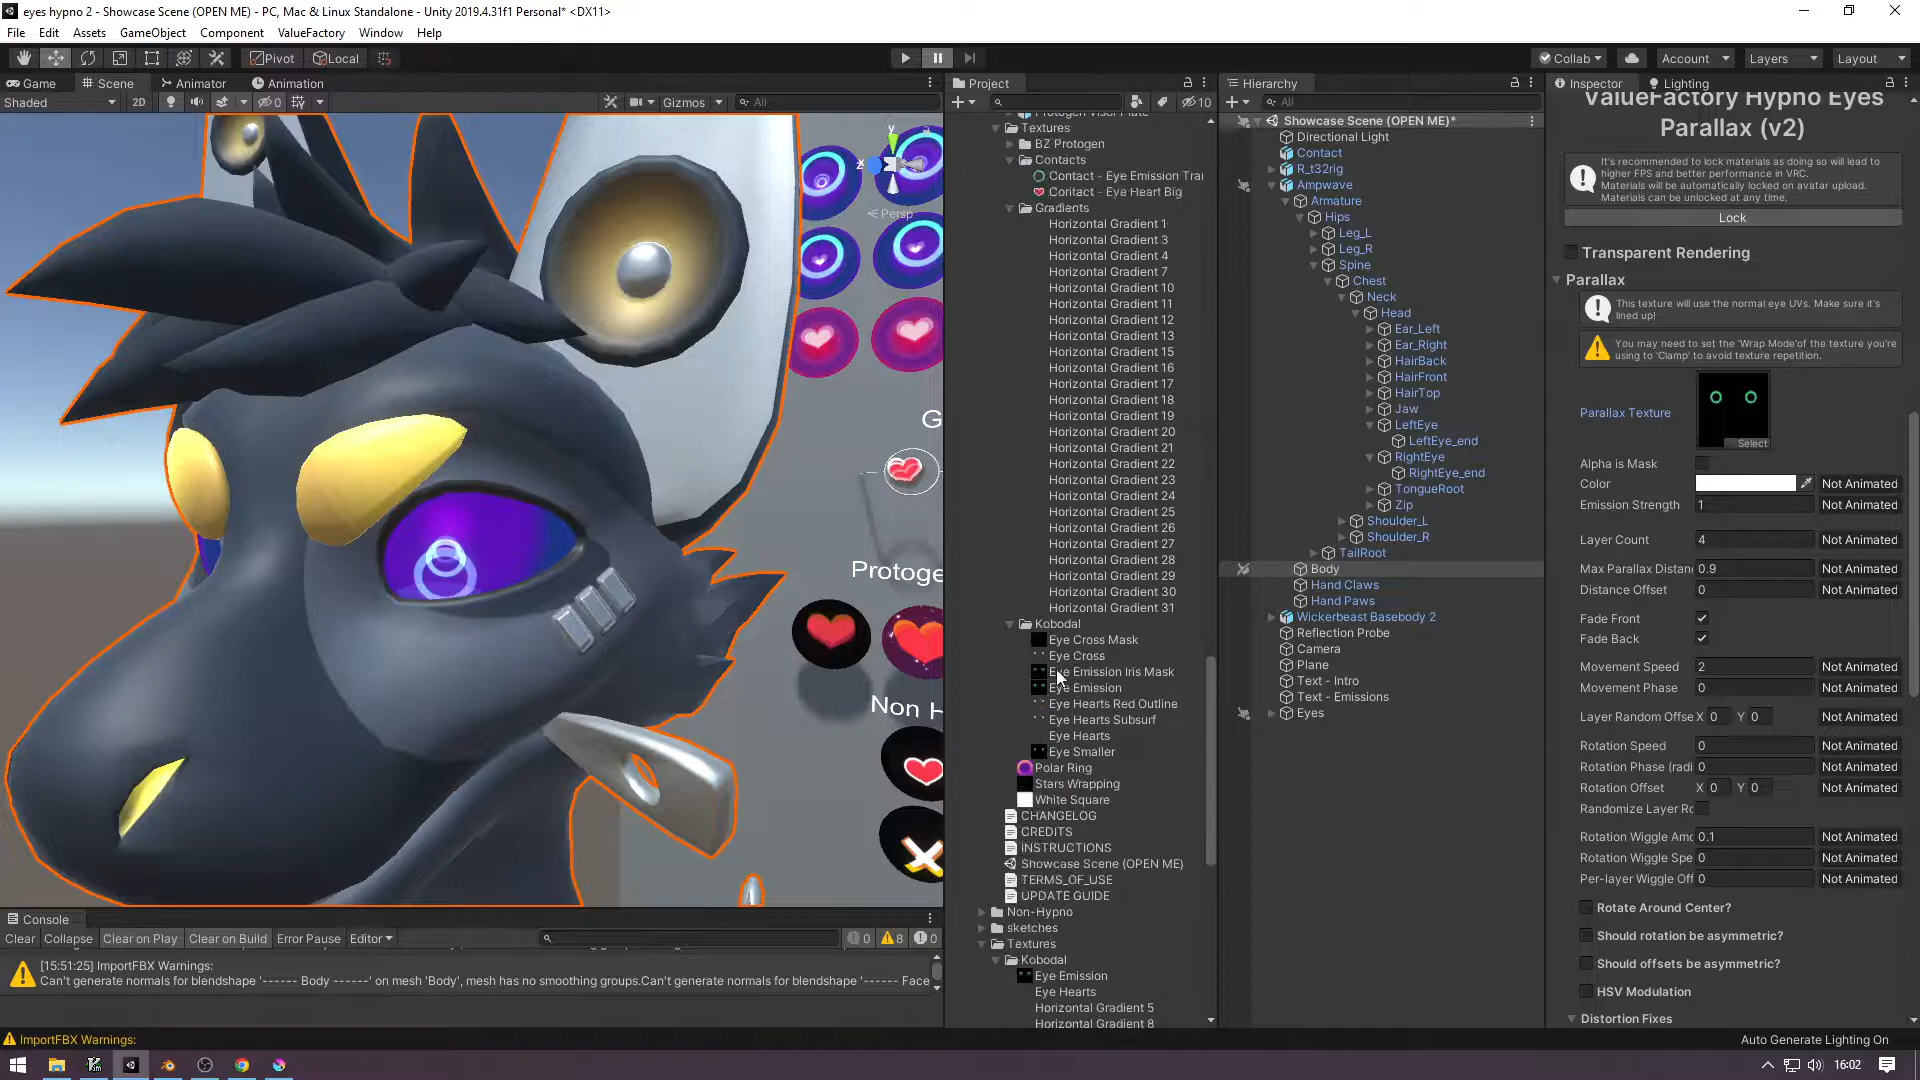 eyes hypno 2 - Showcase Scene (OPEN ME) - PC, Mac & Linux Standalone - Unity 2019.4.31f1 Personal* <DX11>
File Edit Assets GameObject Component ValueFactory Window Help
Pivot Local Collab Account Layers Layout
Game Scene Animator Animation
Shaded 2D 0 Gizmos All
y
z
Persp
G
Protoge
Non H
Console
Clear Collapse Clear on Play Clear on Build Error Pause Editor 0 8 0
[15:51:25] ImportFBX Warnings:
Can't generate normals for blendshape '------ Body ------' on mesh 'Body', mesh has no smoothing groups.Can't generate normals for blendshape '------ Face
ImportFBX Warnings:
Project
10
Protogen Visor Plate
Textures
BZ Protogen
Contacts
Contact - Eye Emission Trai
Contact - Eye Heart Big
Gradients
Horizontal Gradient 1
Horizontal Gradient 3
Horizontal Gradient 4
Horizontal Gradient 7
Horizontal Gradient 10
Horizontal Gradient 11
Horizontal Gradient 12
Horizontal Gradient 13
Horizontal Gradient 15
Horizontal Gradient 16
Horizontal Gradient 17
Horizontal Gradient 18
Horizontal Gradient 19
Horizontal Gradient 20
Horizontal Gradient 21
Horizontal Gradient 22
Horizontal Gradient 23
Horizontal Gradient 24
Horizontal Gradient 25
Horizontal Gradient 26
Horizontal Gradient 27
Horizontal Gradient 28
Horizontal Gradient 29
Horizontal Gradient 30
Horizontal Gradient 31
Kobodal
Eye Cross Mask
Eye Cross
Eye Emission Iris Mask
Eye Emission
Eye Hearts Red Outline
Eye Hearts Subsurf
Eye Hearts
Eye Smaller
Polar Ring
Stars Wrapping
White Square
CHANGELOG
CREDITS
INSTRUCTIONS
Showcase Scene (OPEN ME)
TERMS_OF_USE
UPDATE GUIDE
Non-Hypno
sketches
Textures
Kobodal
Eye Emission
Eye Hearts
Horizontal Gradient 5
Horizontal Gradient 8
Hierarchy
All
Showcase Scene (OPEN ME)*
Directional Light
Contact
R_t32rig
Ampwave
Armature
Hips
Leg_L
Leg_R
Spine
Chest
Neck
Head
Ear_Left
Ear_Right
HairBack
HairFront
HairTop
Jaw
LeftEye
LeftEye_end
RightEye
RightEye_end
TongueRoot
Zip
Shoulder_L
Shoulder_R
TailRoot
Body
Hand Claws
Hand Paws
Wickerbeast Basebody 2
Reflection Probe
Camera
Plane
Text - Intro
Text - Emissions
Eyes
Inspector Lighting
ValueFactory Hypno Eyes
Parallax (v2)
It's recommended to lock materials as doing so will lead to
higher FPS and better performance in VRC.
Materials will be automatically locked on avatar upload.
Materials can be unlocked at any time.
Lock
Transparent Rendering
Parallax
This texture will use the normal eye UVs. Make sure it's
lined up!
You may need to set the 'Wrap Mode'of the texture you're
using to 'Clamp' to avoid texture repetition.
Parallax Texture
Select
Alpha is Mask
Color Not Animated
Emission Strength 1 Not Animated
Layer Count 4 Not Animated
Max Parallax Distan 0.9 Not Animated
Distance Offset 0 Not Animated
Fade Front
Fade Back
Movement Speed 2 Not Animated
Movement Phase 0 Not Animated
Layer Random Offse X 0 Y 0 Not Animated
Rotation Speed 0 Not Animated
Rotation Phase (radi 0 Not Animated
Rotation Offset X 0 Y 0 Not Animated
Randomize Layer Ro
Rotation Wiggle Amo 0.1 Not Animated
Rotation Wiggle Spe 0 Not Animated
Per-layer Wiggle Off 0 Not Animated
Rotate Around Center?
Should rotation be asymmetric?
Should offsets be asymmetric?
HSV Modulation
Distortion Fixes
Auto Generate Lighting On
16:02